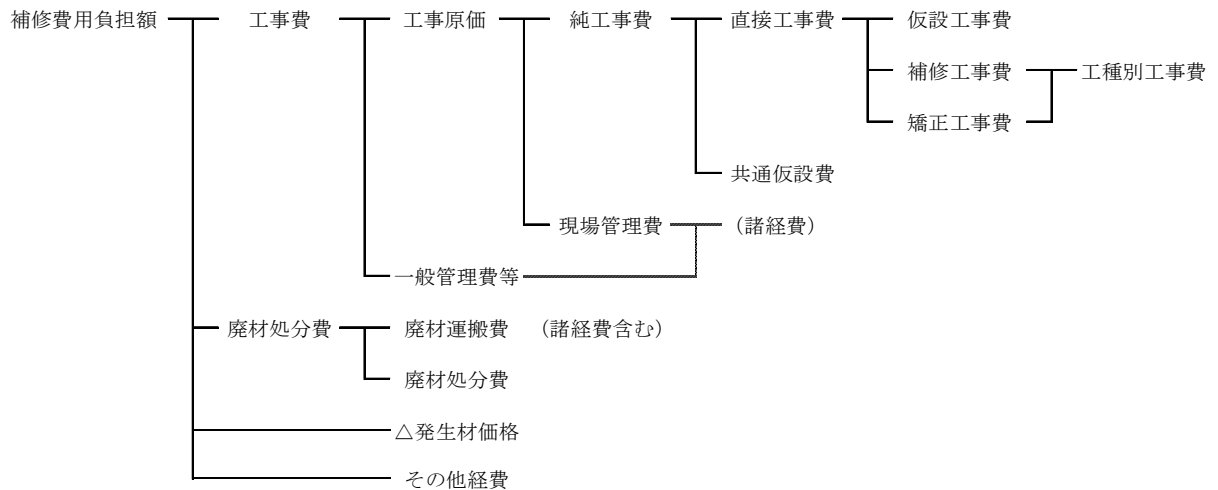 補修費用負担額 工事費 工事原価 純工事費 直接工事費 仮設工事費
補修工事費 工種別工事費
矯正工事費
共通仮設費
現場管理費 (諸経費)
一般管理費等
廃材処分費 廃材運搬費 (諸経費含む)
廃材処分費
△発生材価格
その他経費